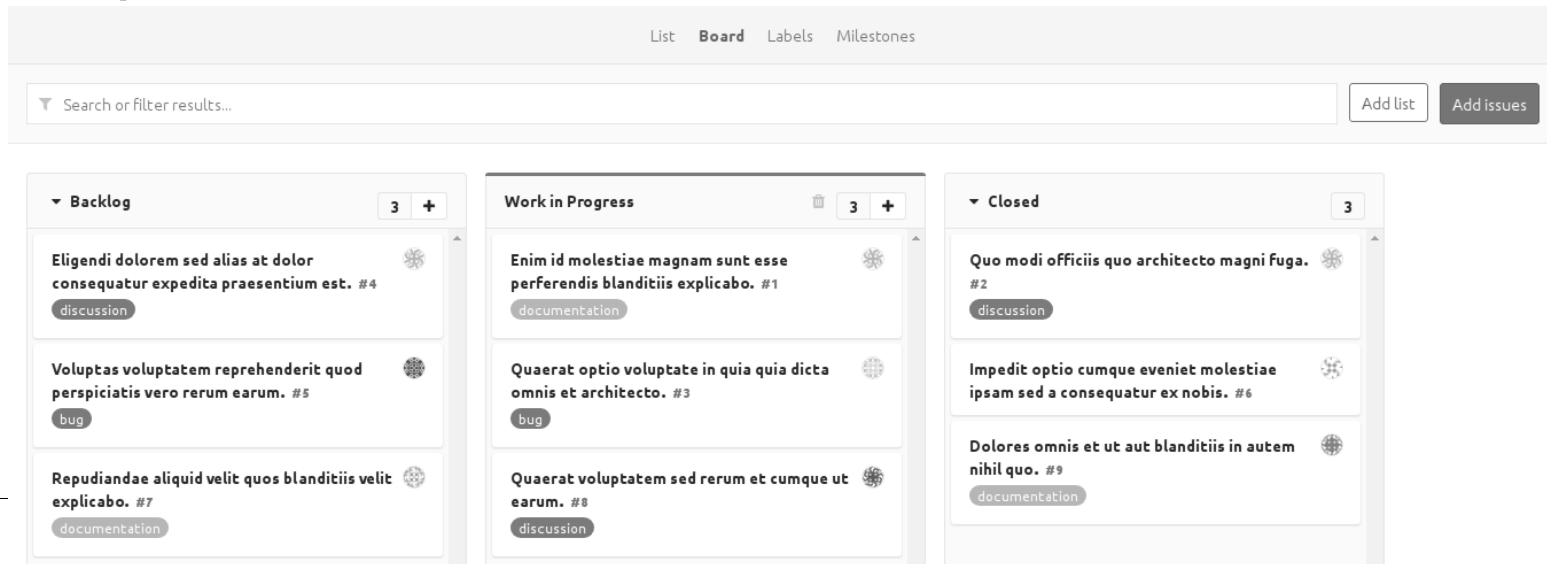 List Board Labels Milestones
Search or filter results...
Add list
Add issues
Backlog
3 +
Eligendi dolorem sed alias at dolor
consequatur expedita praesentium est. #4
discussion
Voluptas voluptatem reprehenderit quod
perspiciatis vero rerum earum. #5
bug
Repudiandae aliquid velit quos blanditiis velit
explicabo. #7
documentation
Work in Progress
3 +
Enim id molestiae magnam sunt esse
perferendis blanditiis explicabo. #1
documentation
Quaerat optio voluptate in quia quia dicta
omnis et architecto. #3
bug
Quaerat voluptatem sed rerum et cumque ut
earum. #8
discussion
Closed
3
Quo modi officiis quo architecto magni fuga.
#2
discussion
Impedit optio cumque eveniet molestiae
ipsam sed a consequatur ex nobis. #6
Dolores omnis et ut aut blanditiis in autem
nihil quo. #9
documentation